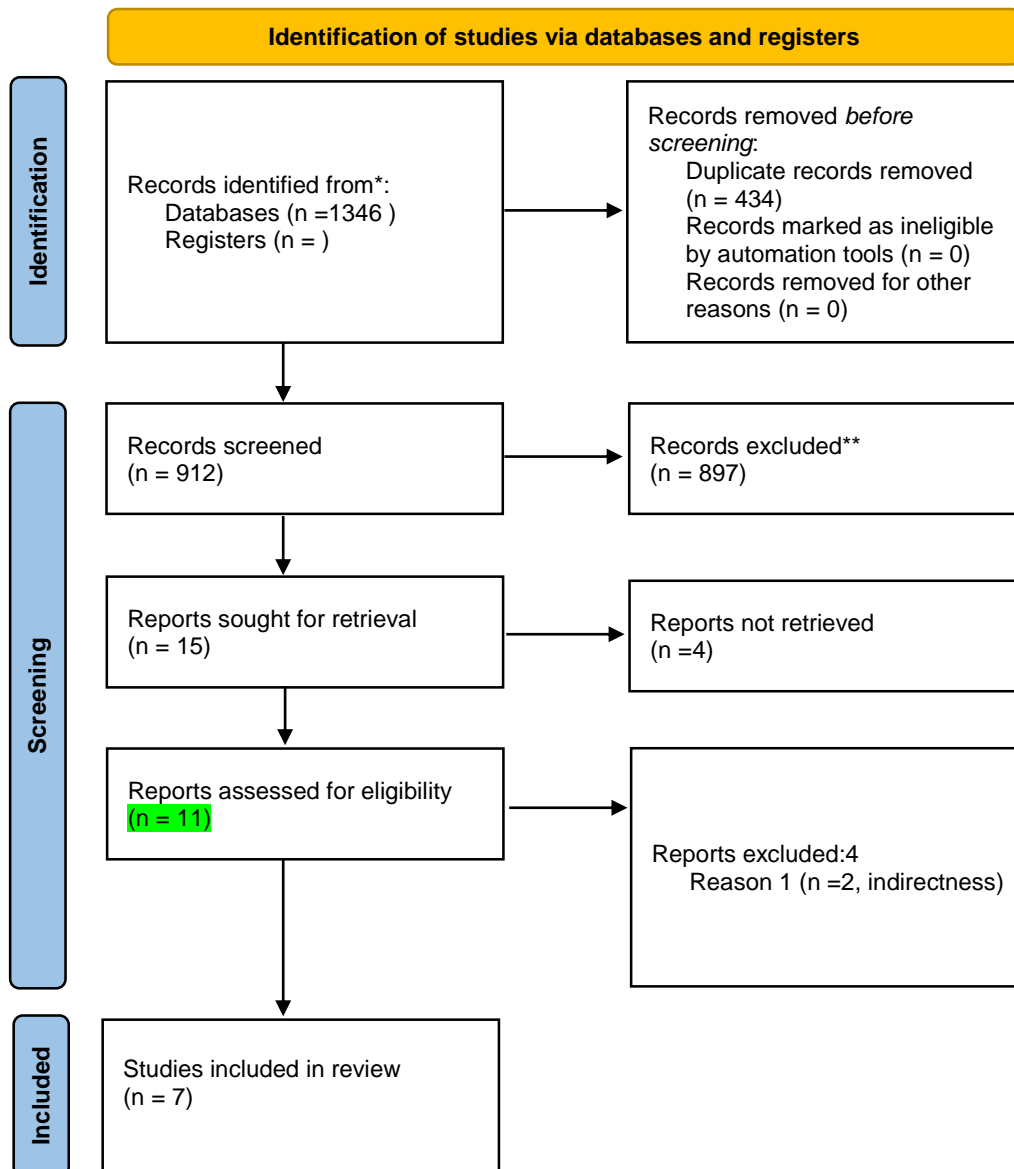 Identification of studies via databases and registers
Identification
Records identified from*:
Databases (n =1346 )
Registers (n = )
Records removed before
screening:
Duplicate records removed
(n = 434)
Records marked as ineligible
by automation tools (n = 0)
Records removed for other
reasons (n = 0)
Screening
Records screened
(n = 912)
Records excluded**
(n = 897)
Reports sought for retrieval
(n = 15)
Reports not retrieved
(n =4)
Reports assessed for eligibility
(n = 11)
Reports excluded:4
Reason 1 (n =2, indirectness)
Included
Studies included in review
(n = 7)